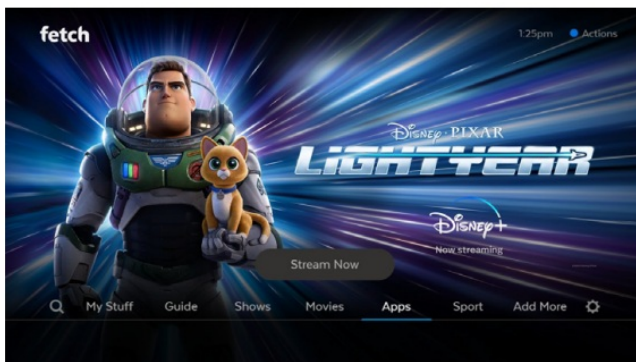 fetch
1:25pm
Actions
Disney · PIXAR
LIGHTYEAR
Disney+
Now streaming
Stream Now
My Stuff
Guide
Shows
Movies
Apps
Sport
Add More